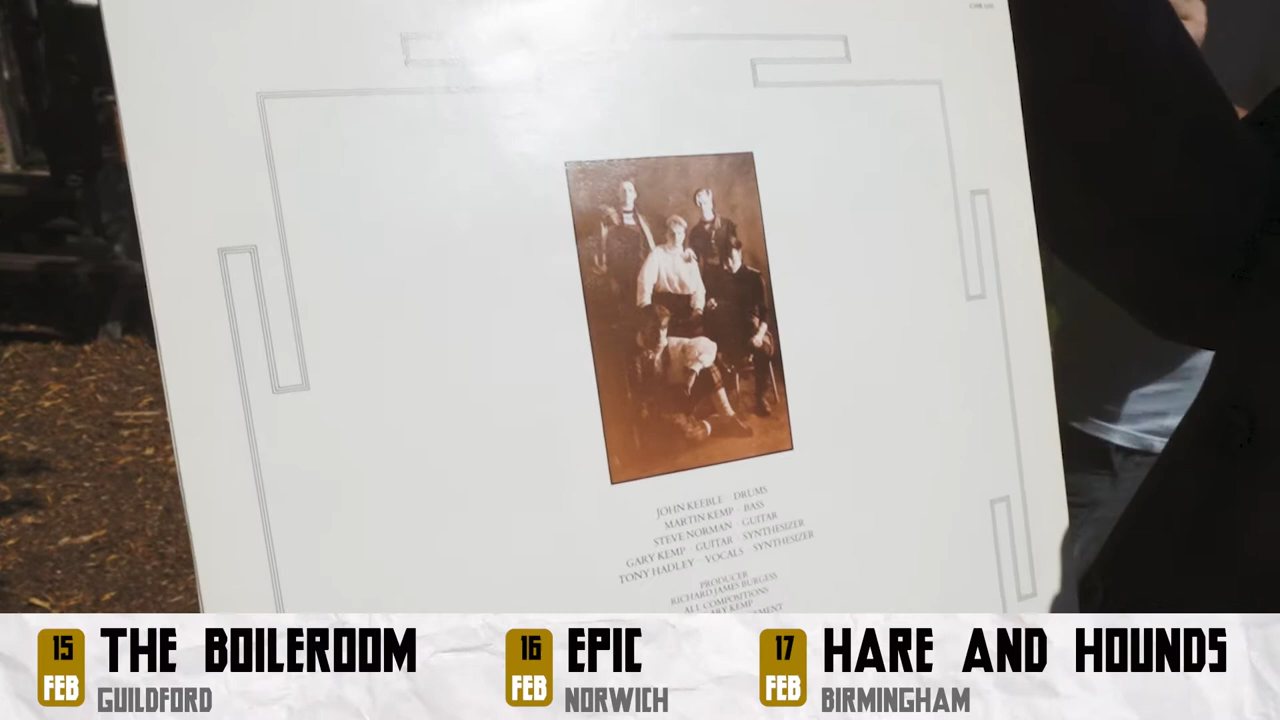 JOHN KEEBLE · DRUMS
MARTIN KEMP · BASS
STEVE NORMAN · GUITAR
GARY KEMP · GUITAR · SYNTHESIZER
TONY HADLEY · VOCALS · SYNTHESIZER
PRODUCER
RICHARD JAMES BURGESS
ALL COMPOSITIONS
KEMP
15 FEB THE BOILEROOM GUILDFORD
16 FEB EPIC NORWICH
17 FEB HARE AND HOUNDS BIRMINGHAM